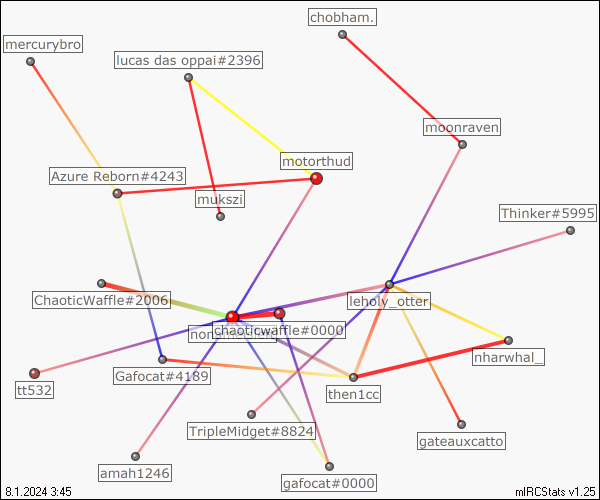 chobham.
mercurybro
lucas das oppai#2396
moonraven
motorthud
Azure Reborn#4243
mukszi
Thinker#5995
ChaoticWaffle#2006
leholy_otter
chaoticwaffle#0000
nharwhal_
Gafocat#4189
tt532
then1cc
TripleMidget#8824
gateauxcatto
amah1246
gafocat#0000
8.1.2024 3:45
mIRCStats v1.25